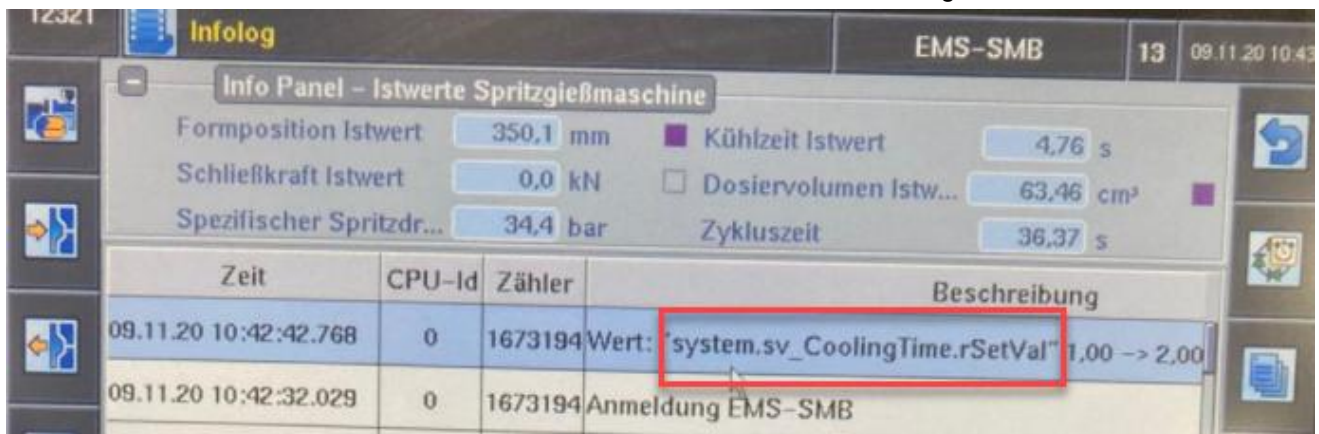 12321
Infolog
EMS-SMB 13 09.11.20 10:43
Info Panel – Istwerte Spritzgießmaschine
Formposition Istwert 350,1 mm Kühlzeit Istwert 4,76 s
Schließkraft Istwert 0,0 kN Dosiervolumen Istw... 63,46 cm³
Spezifischer Spritzdr... 34,4 bar Zykluszeit 36,37 s
Zeit CPU-Id Zähler Beschreibung
09.11.20 10:42:42.768 0 1673194 Wert: "system.sv_CoolingTime.rSetVal" 1,00 -> 2,00
09.11.20 10:42:32.029 0 1673194 Anmeldung EMS-SMB